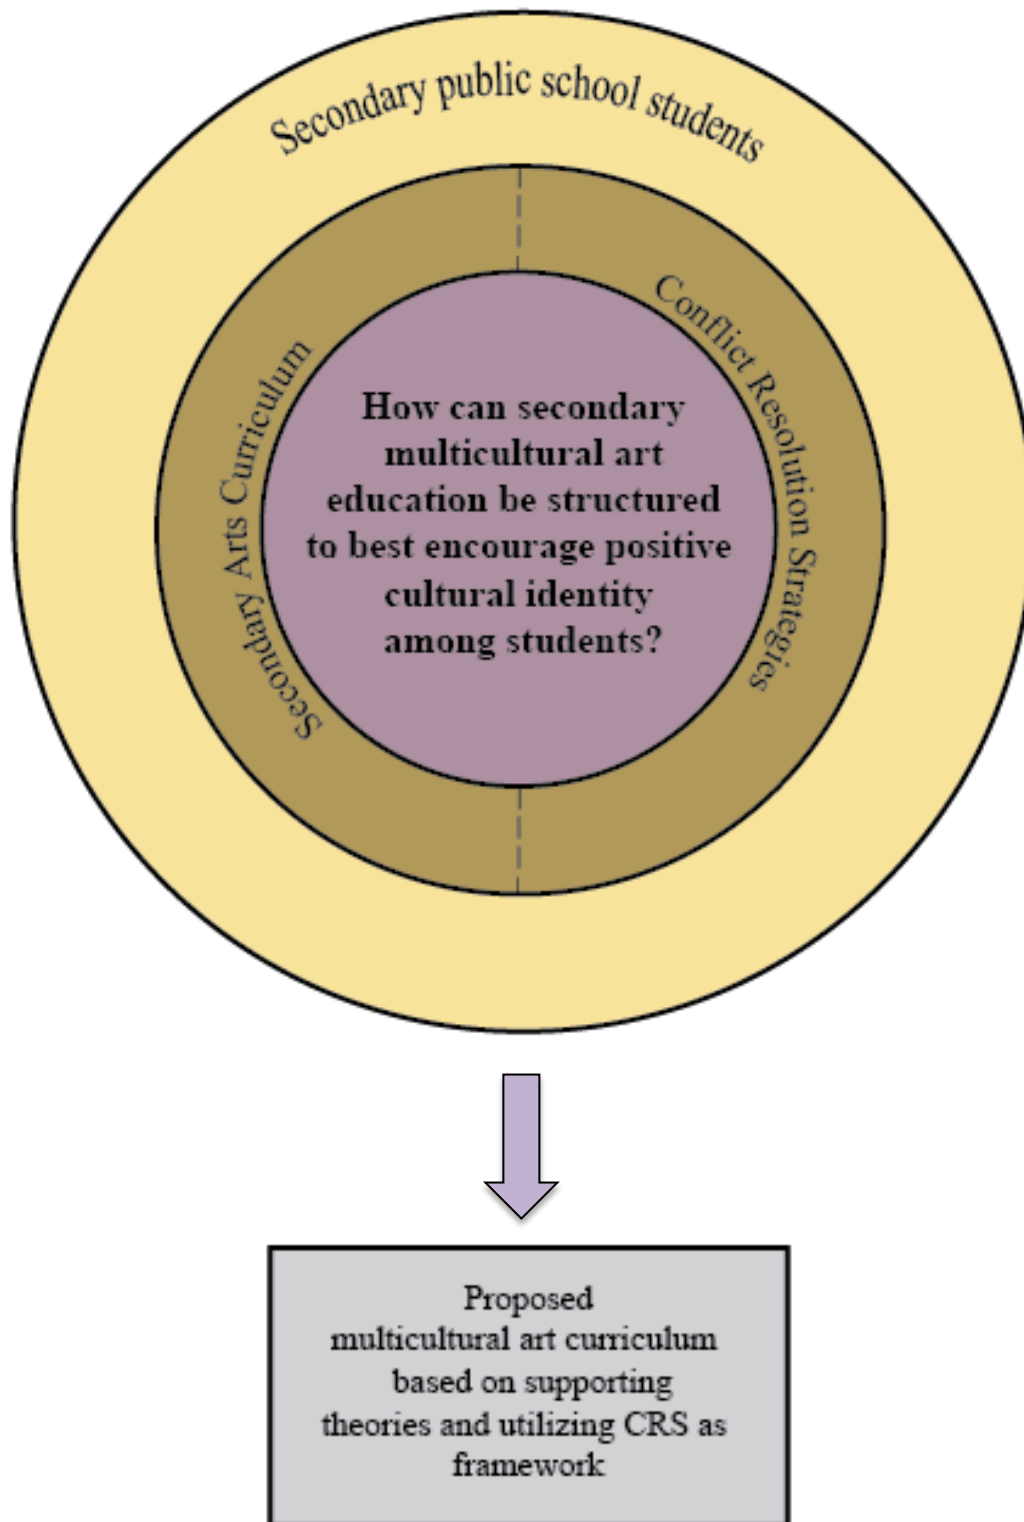 Secondary public school students
Secondary Arts Curriculum
Conflict Resolution Strategies
How can secondary
multicultural art
education be structured
to best encourage positive
cultural identity
among students?
Proposed
multicultural art curriculum
based on supporting
theories and utilizing CRS as
framework